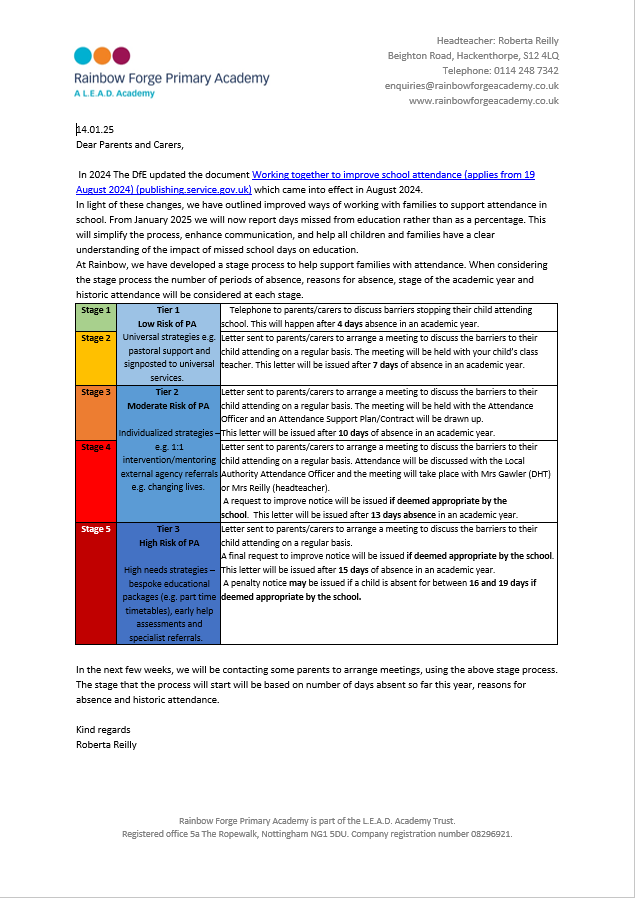 Headteacher: Roberta Reilly
Beighton Road, Hackenthorpe, S12 4LQ
Telephone: 0114 248 7342
enquiries@rainbowforgeacademy.co.uk
www.rainbowforgeacademy.co.uk
Rainbow Forge Primary Academy
A L.E.A.D. Academy
14.01.25
Dear Parents and Carers,
In 2024 The DfE updated the document Working together to improve school attendance (applies from 19
August 2024) (publishing.service.gov.uk) which came into effect in August 2024.
In light of these changes, we have outlined improved ways of working with families to support attendance in
school. From January 2025 we will now report days missed from education rather than as a percentage. This
will simplify the process, enhance communication, and help all children and families have a clear
understanding of the impact of missed school days on education.
At Rainbow, we have developed a stage process to help support families with attendance. When considering
the stage process the number of periods of absence, reasons for absence, stage of the academic year and
historic attendance will be considered at each stage.
Stage 1
Tier 1
Low Risk of PA
Universal strategies e.g.
pastoral support and
signposted to universal
services.
Telephone to parents/carers to discuss barriers stopping their child attending
school. This will happen after 4 days absence in an academic year.
Stage 2
Letter sent to parents/carers to arrange a meeting to discuss the barriers to their
child attending on a regular basis. The meeting will be held with your child's class
teacher. This letter will be issued after 7 days of absence in an academic year.
Stage 3
Tier 2
Moderate Risk of PA
Individualized strategies –
e.g. 1:1
intervention/mentoring
external agency referrals
e.g. changing lives.
Letter sent to parents/carers to arrange a meeting to discuss the barriers to their
child attending on a regular basis. The meeting will be held with the Attendance
Officer and an Attendance Support Plan/Contract will be drawn up.
This letter will be issued after 10 days of absence in an academic year.
Stage 4
Letter sent to parents/carers to arrange a meeting to discuss the barriers to their
child attending on a regular basis. Attendance will be discussed with the Local
Authority Attendance Officer and the meeting will take place with Mrs Gawler (DHT)
or Mrs Reilly (headteacher).
A request to improve notice will be issued if deemed appropriate by the
school. This letter will be issued after 13 days absence in an academic year.
Stage 5
Tier 3
High Risk of PA
High needs strategies –
bespoke educational
packages (e.g. part time
timetables), early help
assessments and
specialist referrals.
Letter sent to parents/carers to arrange a meeting to discuss the barriers to their
child attending on a regular basis.
A final request to improve notice will be issued if deemed appropriate by the school.
This letter will be issued after 15 days of absence in an academic year.
A penalty notice may be issued if a child is absent for between 16 and 19 days if
deemed appropriate by the school.
In the next few weeks, we will be contacting some parents to arrange meetings, using the above stage process.
The stage that the process will start will be based on number of days absent so far this year, reasons for
absence and historic attendance.
Kind regards
Roberta Reilly
Rainbow Forge Primary Academy is part of the L.E.A.D. Academy Trust.
Registered office 5a The Ropewalk, Nottingham NG1 5DU. Company registration number 08296921.